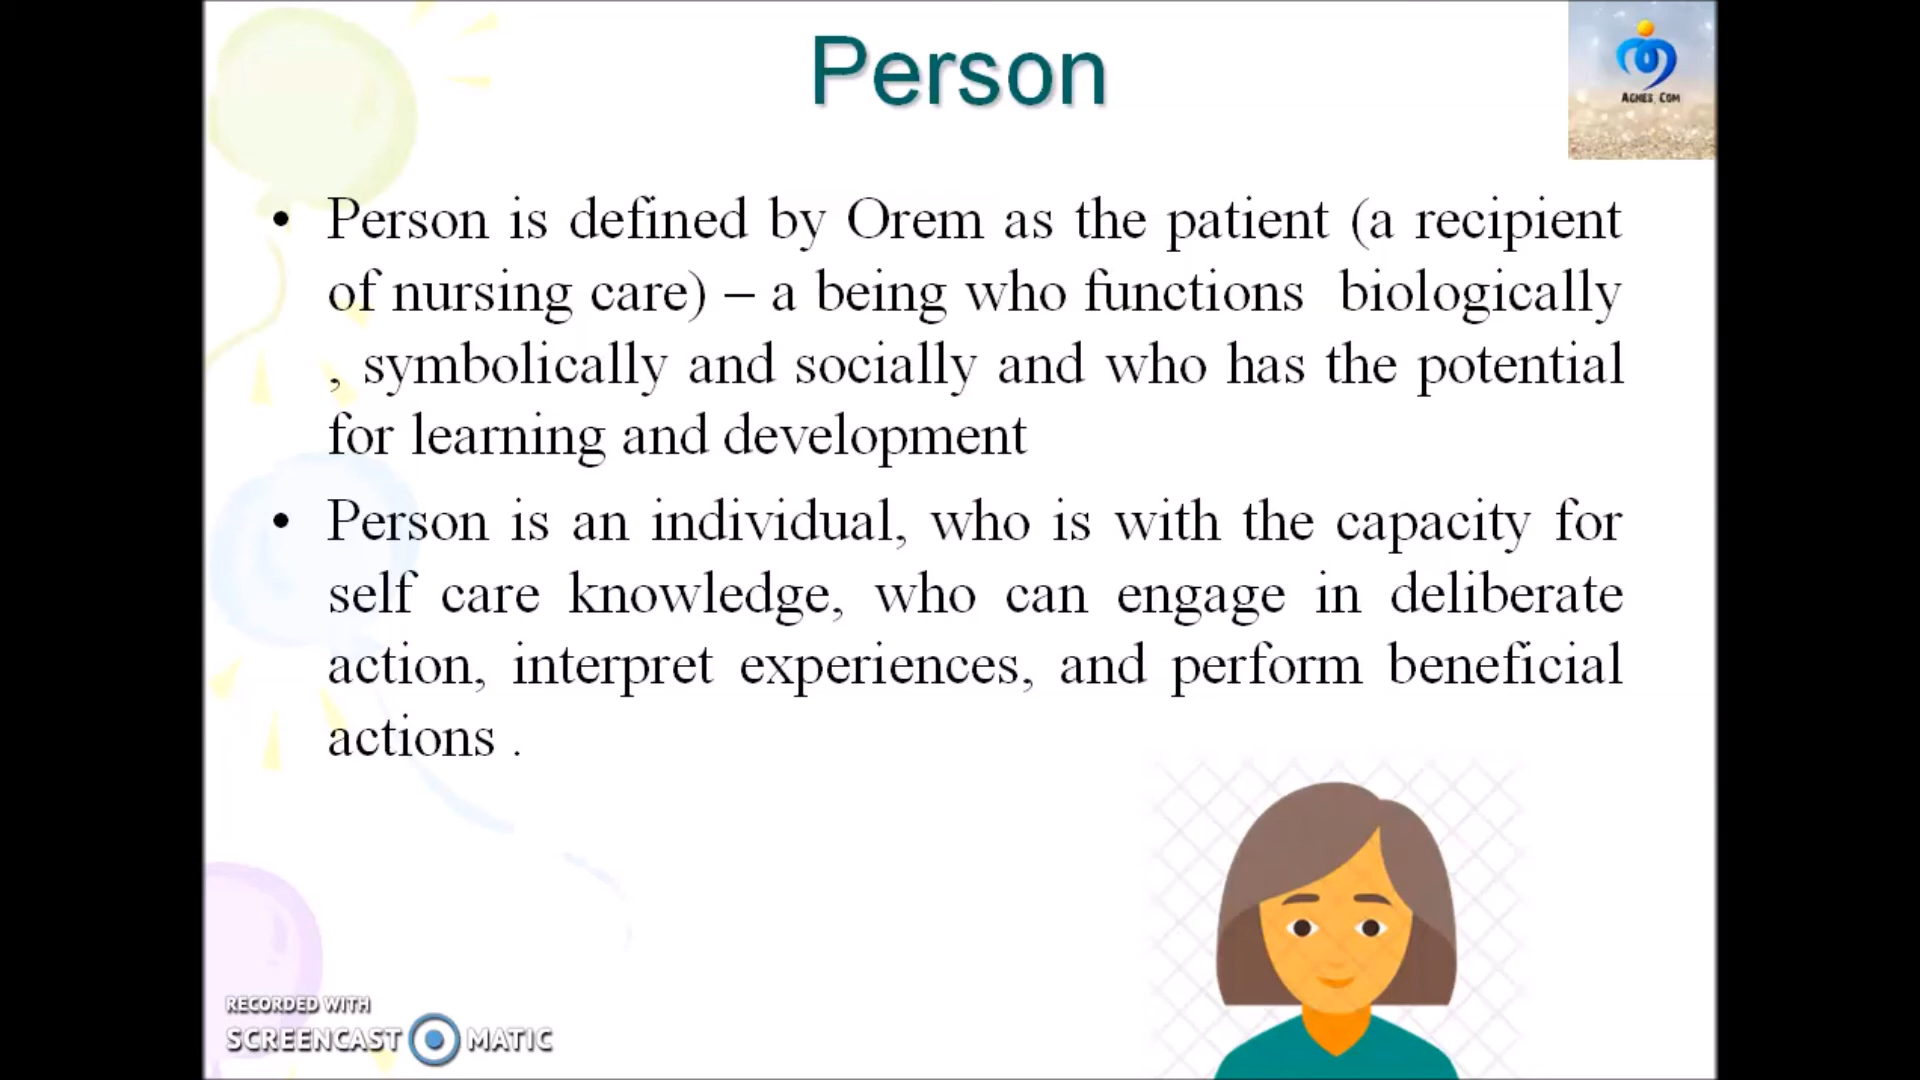 Person
AGNES. COM
• Person is defined by Orem as the patient (a recipient
of nursing care) – a being who functions biologically
, symbolically and socially and who has the potential
for learning and development
• Person is an individual, who is with the capacity for
self care knowledge, who can engage in deliberate
action, interpret experiences, and perform beneficial
actions .
RECORDED WITH
SCREENCAST MATIC